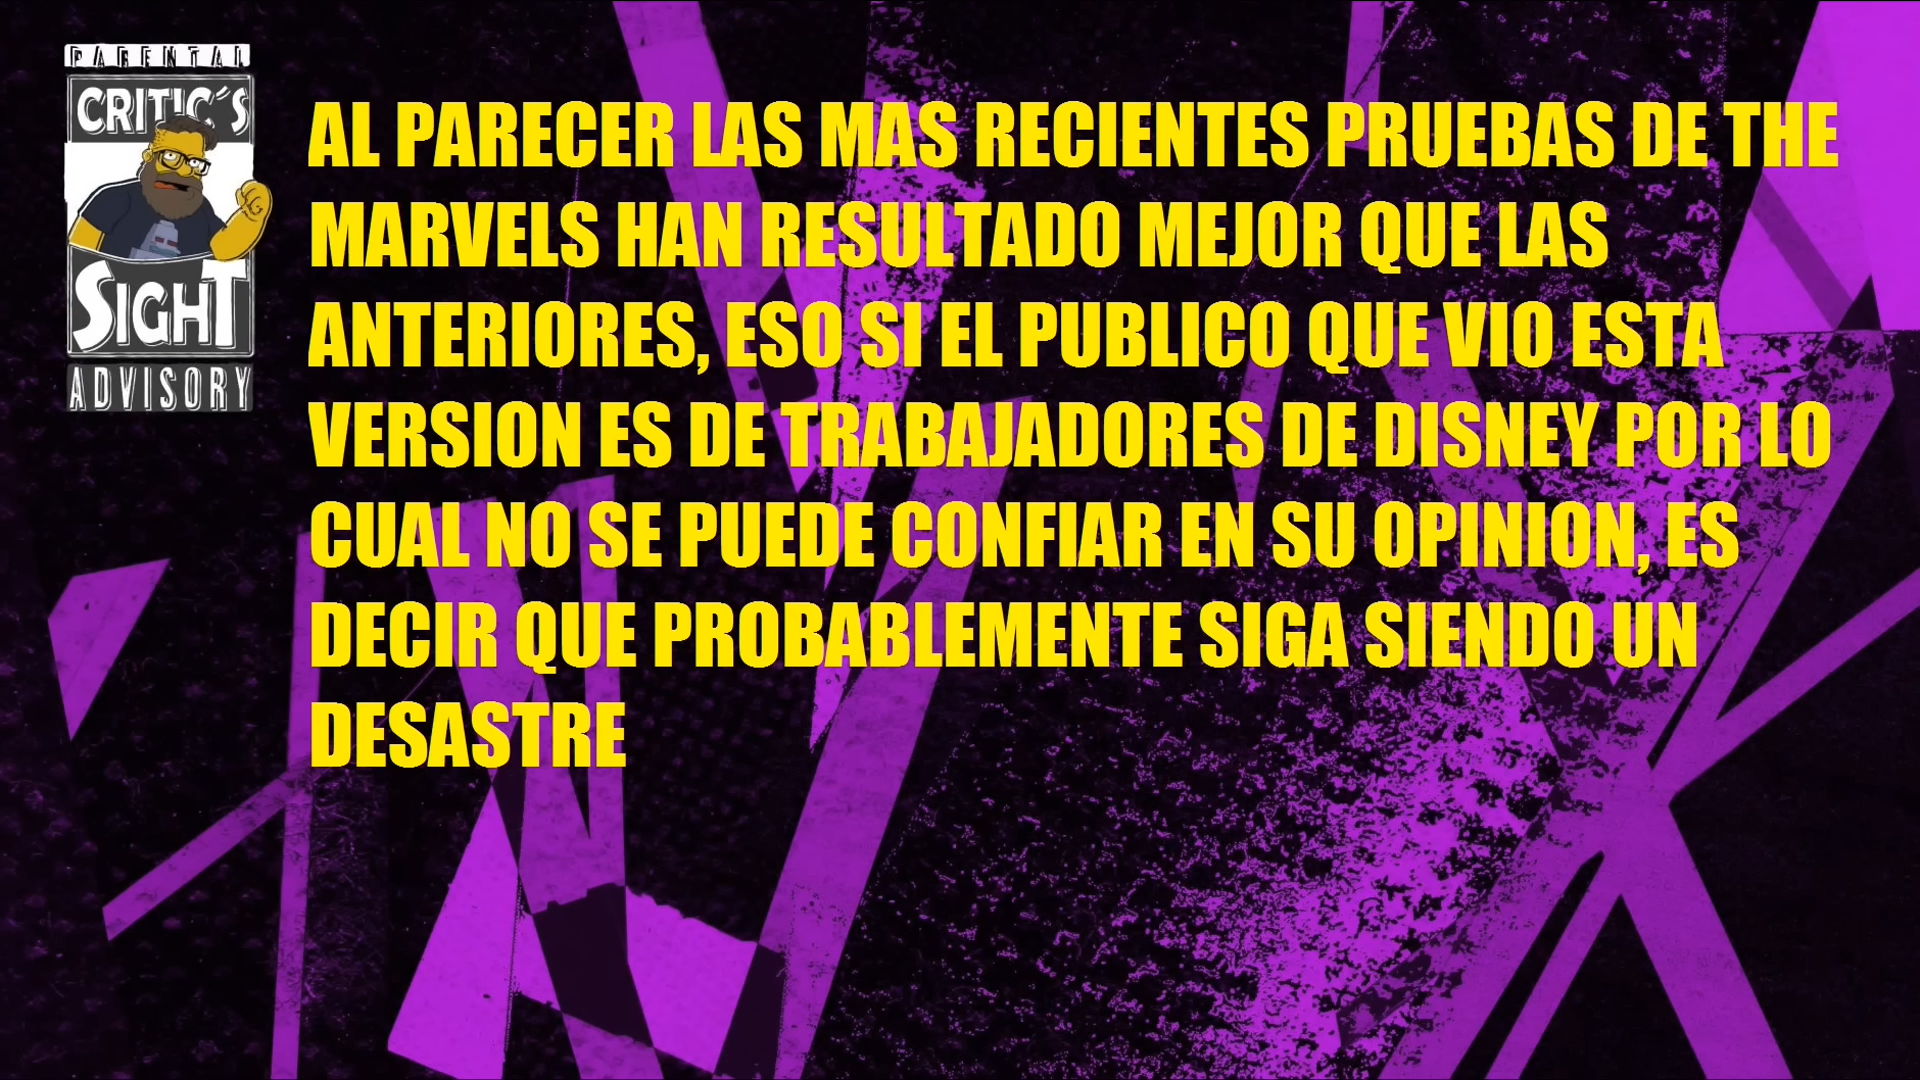 PARENTAL
CRITIC´S
SIGHT
ADVISORY
AL PARECER LAS MAS RECIENTES PRUEBAS DE THE
MARVELS HAN RESULTADO MEJOR QUE LAS
ANTERIORES, ESO SI EL PUBLICO QUE VIO ESTA
VERSION ES DE TRABAJADORES DE DISNEY POR LO
CUAL NO SE PUEDE CONFIAR EN SU OPINION, ES
DECIR QUE PROBABLEMENTE SIGA SIENDO UN
DESASTRE